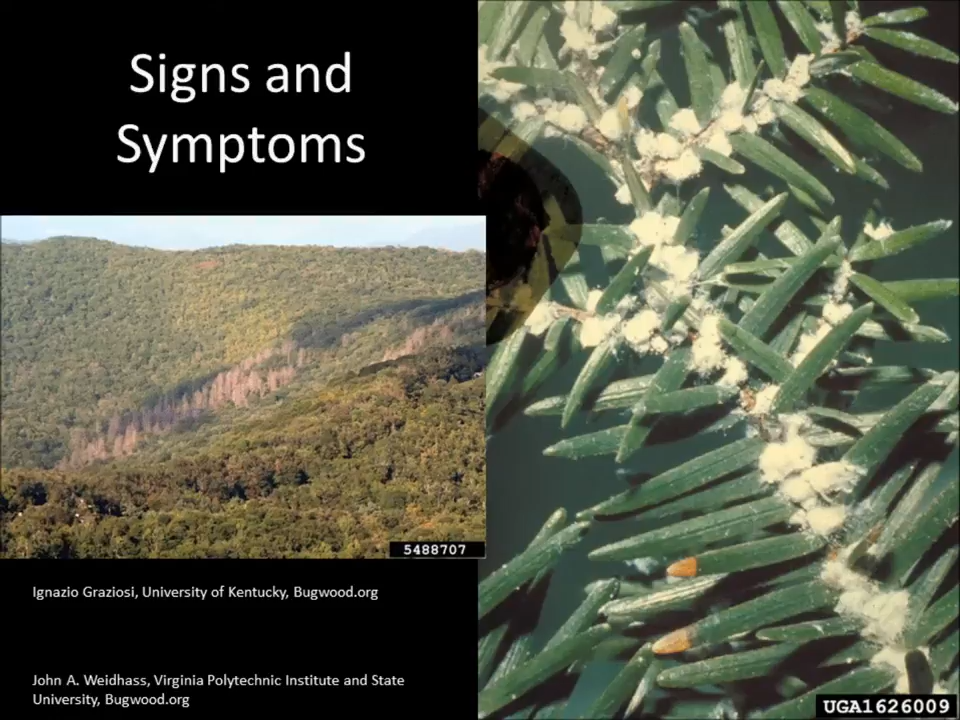 Signs and
Symptoms
5488707
Ignazio Graziosi, University of Kentucky, Bugwood.org
John A. Weidhass, Virginia Polytechnic Institute and State
University, Bugwood.org
UGA1626009